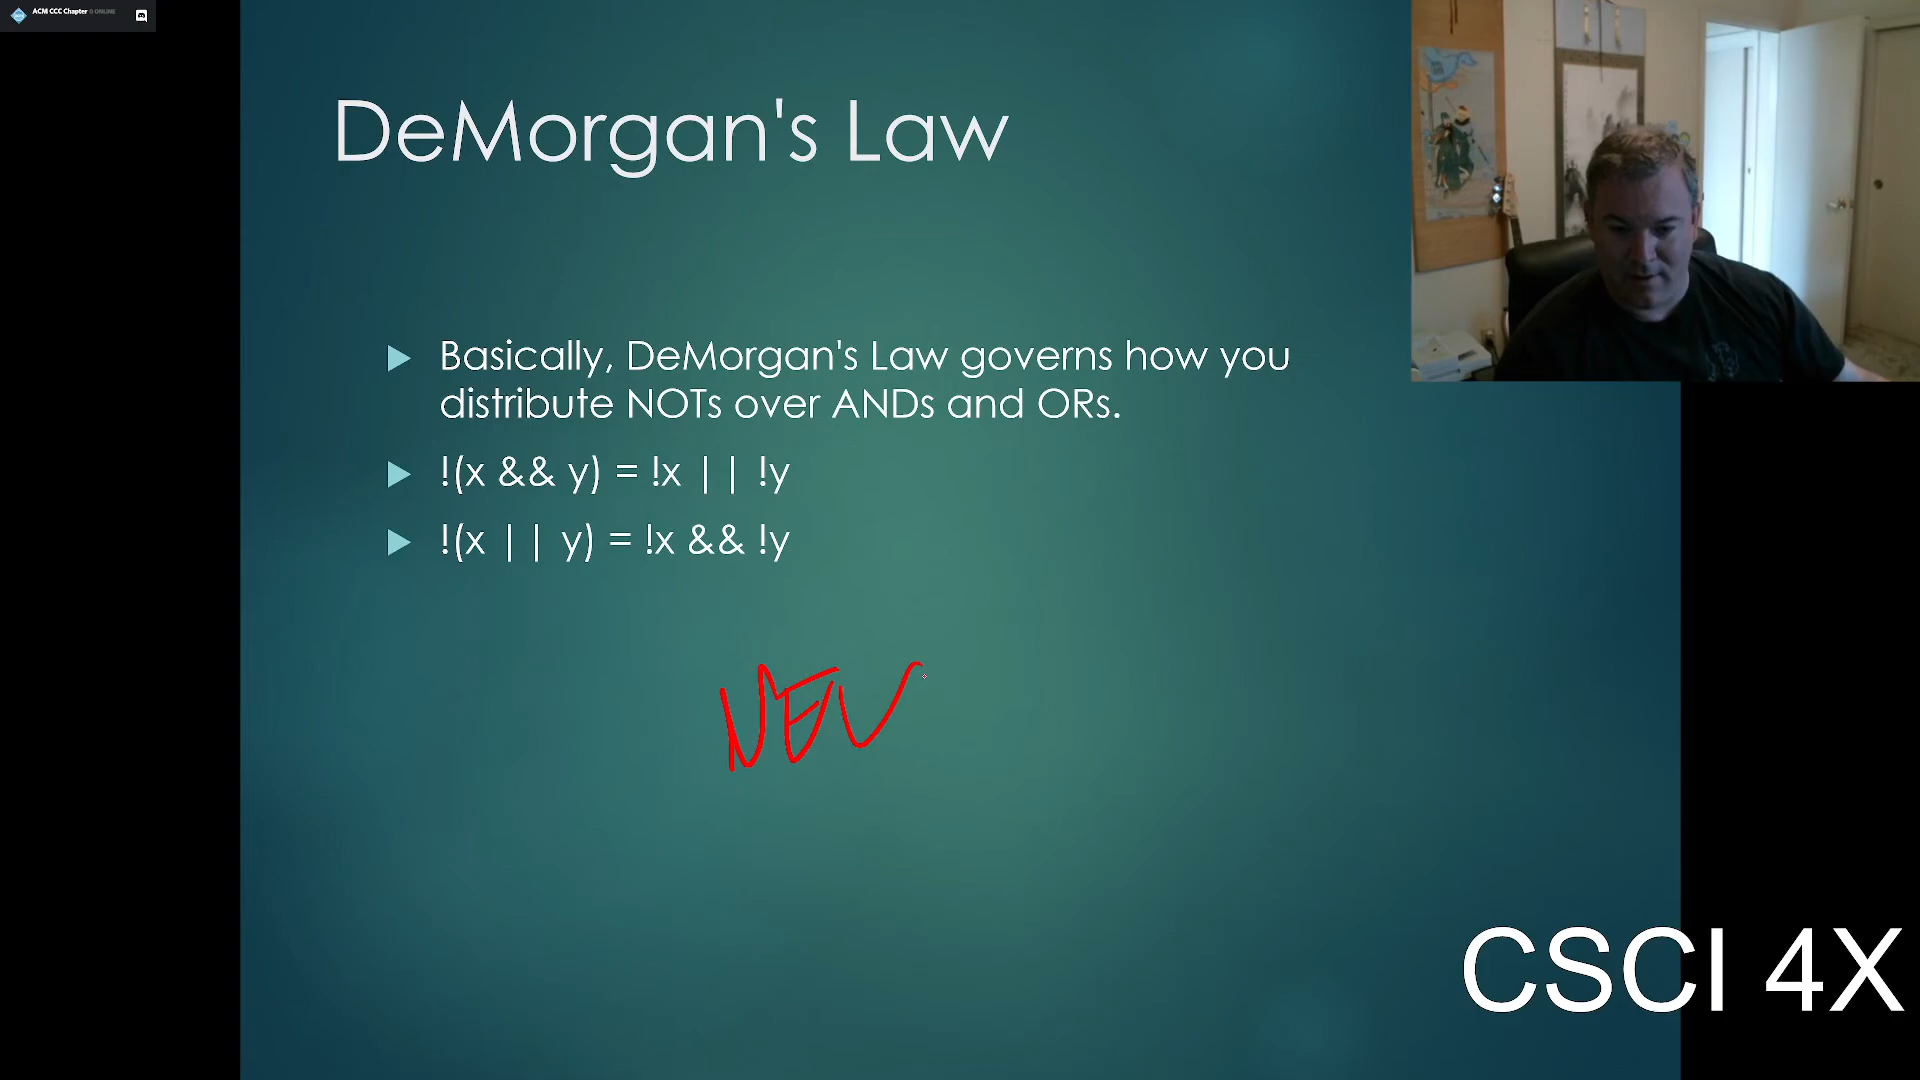 ACM CCC Chapter 0 ONLINE
DeMorgan's Law
Basically, DeMorgan's Law governs how you
distribute NOTs over ANDs and ORs.
!(x && y) = !x || !y
!(x || y) = !x && !y
NEV
CSCI 4X